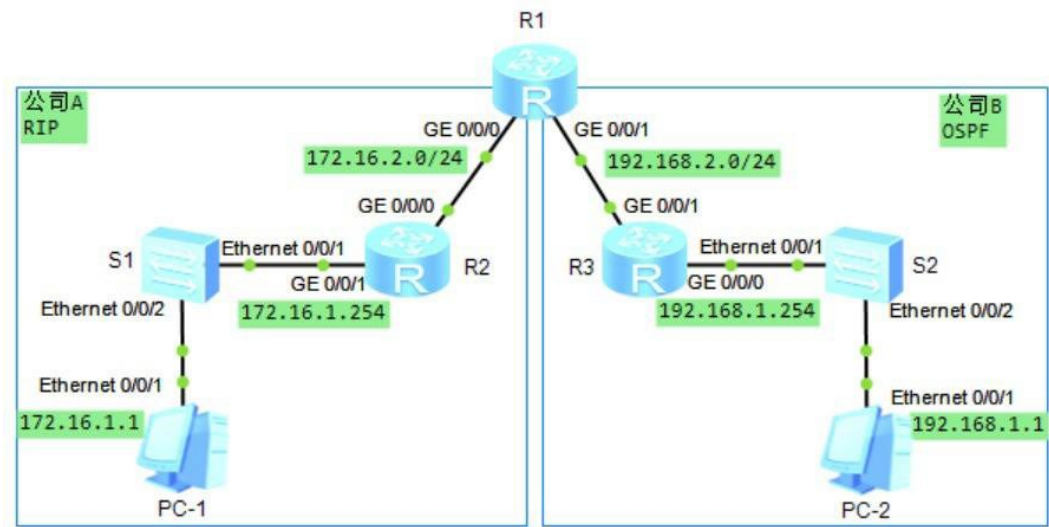 R1
公司A
RIP
公司B
OSPF
GE 0/0/0
GE 0/0/1
172.16.2.0/24
192.168.2.0/24
GE 0/0/0
GE 0/0/1
S1
Ethernet 0/0/1
R2
R3
Ethernet 0/0/1
S2
GE 0/0/1
GE 0/0/0
Ethernet 0/0/2
172.16.1.254
192.168.1.254
Ethernet 0/0/2
Ethernet 0/0/1
Ethernet 0/0/1
172.16.1.1
192.168.1.1
PC-1
PC-2
R
R
R